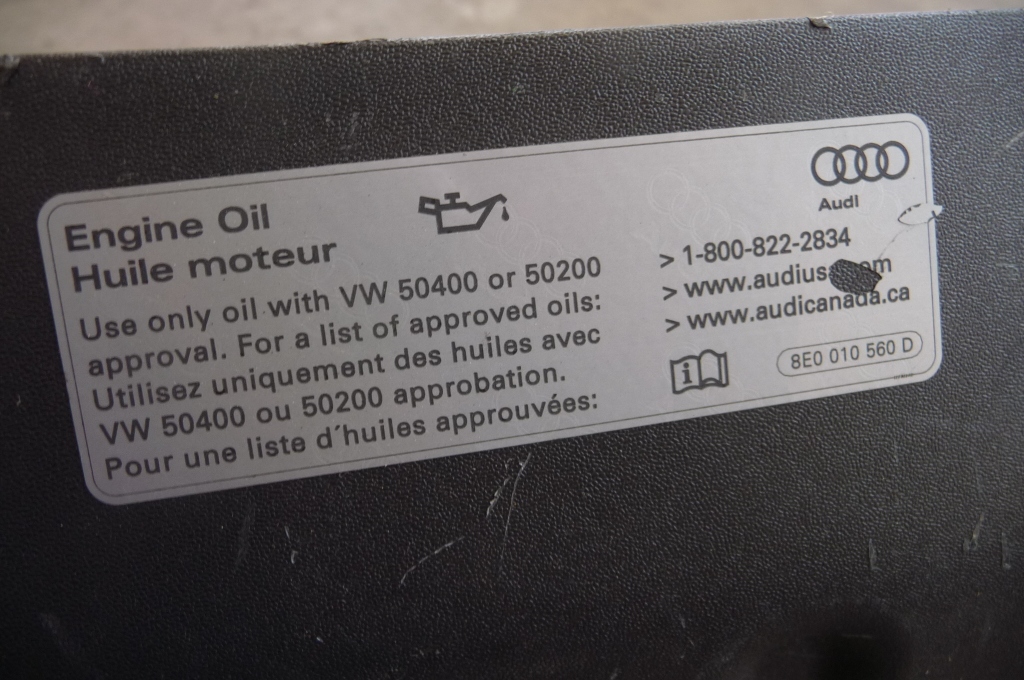 Engine Oil
Huile moteur
Use only oil with VW 50400 or 50200
approval. For a list of approved oils:
Utilisez uniquement des huiles avec
VW 50400 ou 50200 approbation.
Pour une liste d´huiles approuvées:
Audi
> 1-800-822-2834
>
> www.audicanada.ca
i
8E0 010 560 D